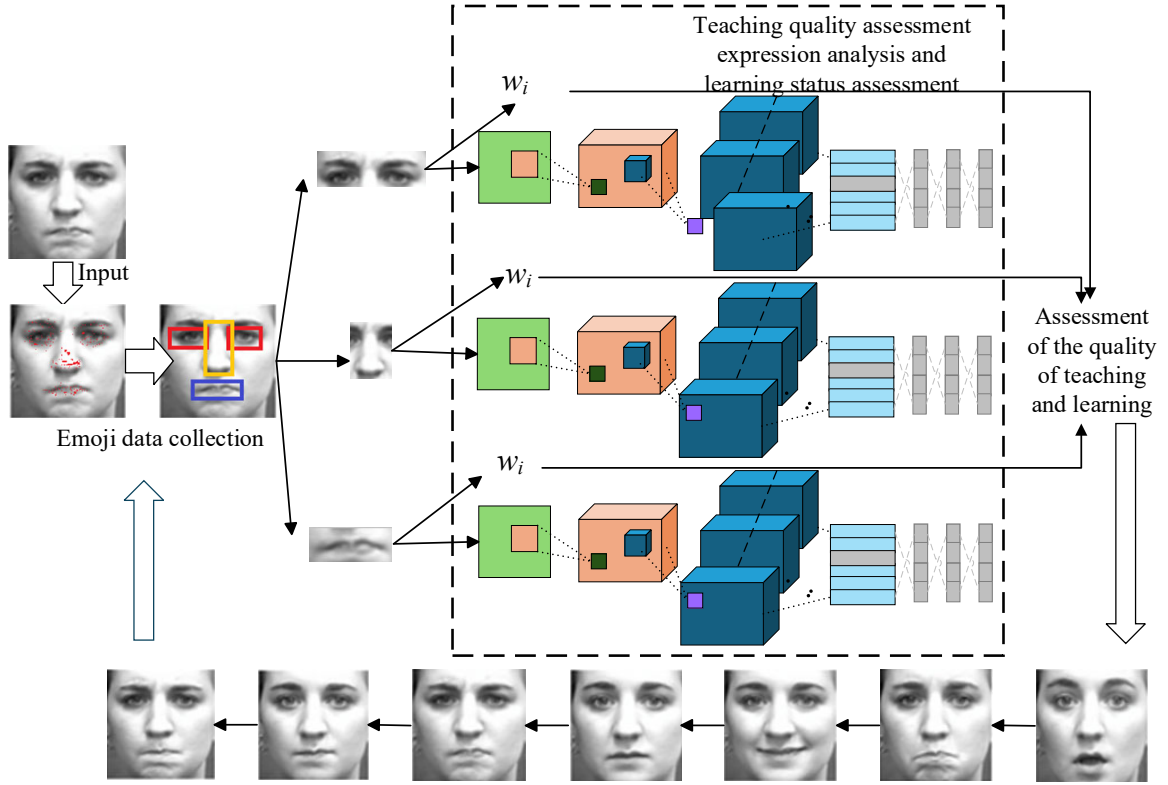 Teaching quality assessment
expression analysis and
learning status assessment
w_i
Input
w_i
Assessment
of the quality
of teaching
and learning
Emoji data collection
w_i